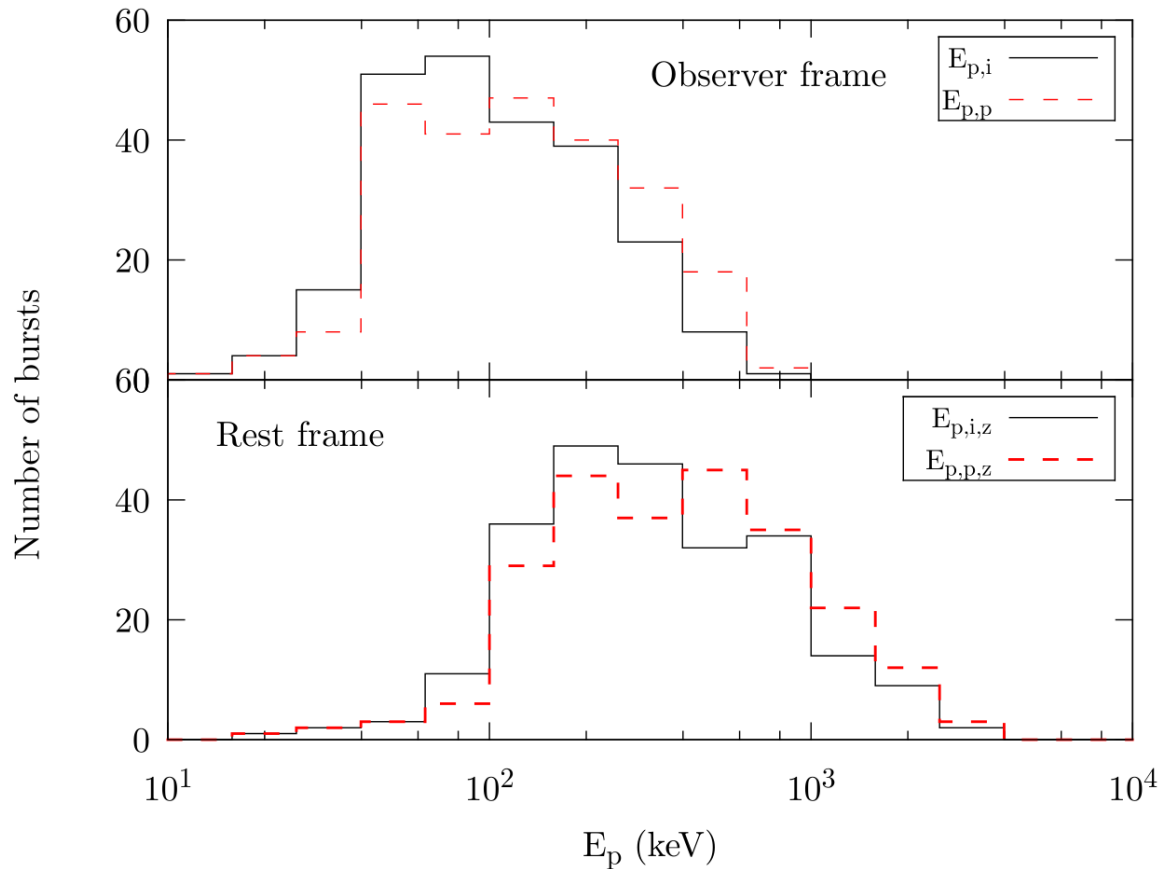 60
40
20
Observer frame
E_p,i
E_p,p
Number of bursts
60
40
20
0
Rest frame
E_p,i,z
E_p,p,z
10^1 10^2 10^3 10^4
E_p (keV)